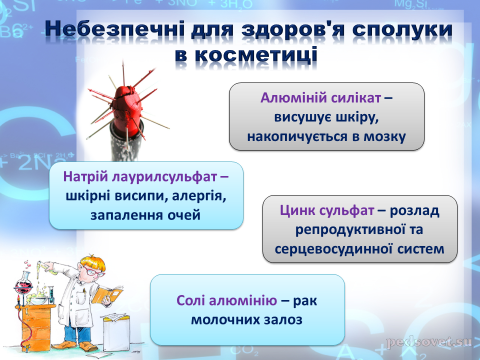 Небезпечні для здоров'я сполуки
в косметиці
Алюміній силікат –
висушує шкіру,
накопичується в мозку
Натрій лаурилсульфат –
шкірні висипи, алергія,
запалення очей
Цинк сульфат – розлад
репродуктивної та
серцевосудинної систем
Солі алюмінію – рак
молочних залоз
pedsovet.su